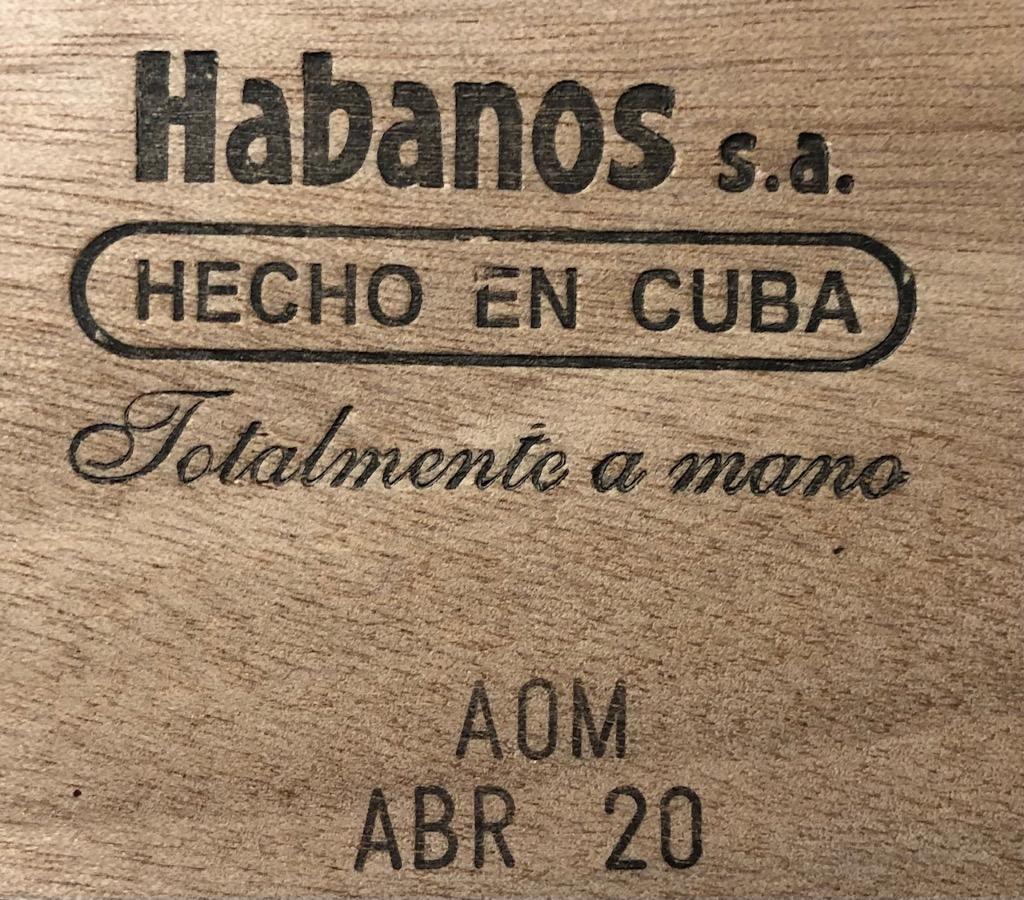 Habanos s.a.
HECHO EN CUBA
Totalmente a mano
AOM
ABR 20